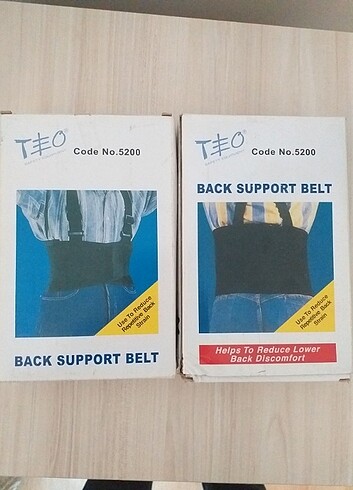 TEO®
Code No.5200
Use To Reduce
Repetitive Back
Strain
BACK SUPPORT BELT
TEO®
Code No.5200
BACK SUPPORT BELT
Use To Reduce
Repetitive Back
Strain
Helps To Reduce Lower
Back Discomfort